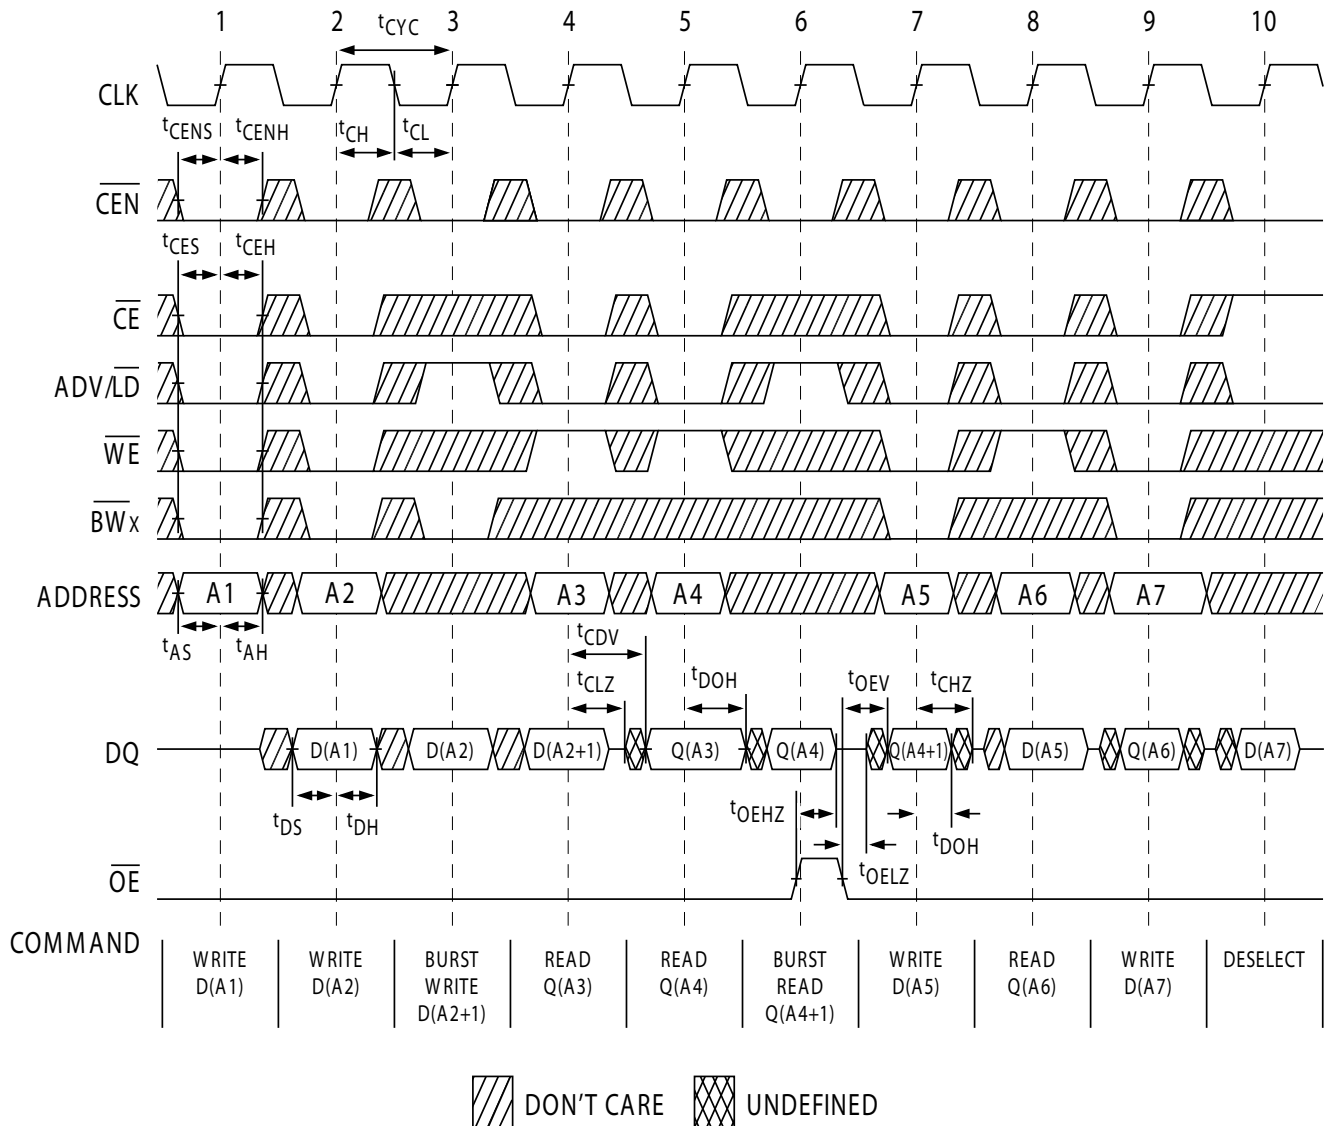 1 2 3 4 5 6 7 8 9 10
tCYC
CLK
tCENS tCENH tCH tCL
CEN
tCES tCEH
CE
ADV/LD
WE
BWx
ADDRESS A1 A2 A3 A4 A5 A6 A7
tAS tAH tCDV
tCLZ tDOH tOEV tCHZ
DQ D(A1) D(A2) D(A2+1) Q(A3) Q(A4) Q(A4+1) D(A5) Q(A6) D(A7)
tDS tDH tOEHZ tDOH
tOELZ
OE
COMMAND
WRITE WRITE BURST READ READ BURST WRITE READ WRITE DESELECT
D(A1) D(A2) WRITE Q(A3) Q(A4) READ D(A5) Q(A6) D(A7)
D(A2+1) Q(A4+1)
DON'T CARE UNDEFINED